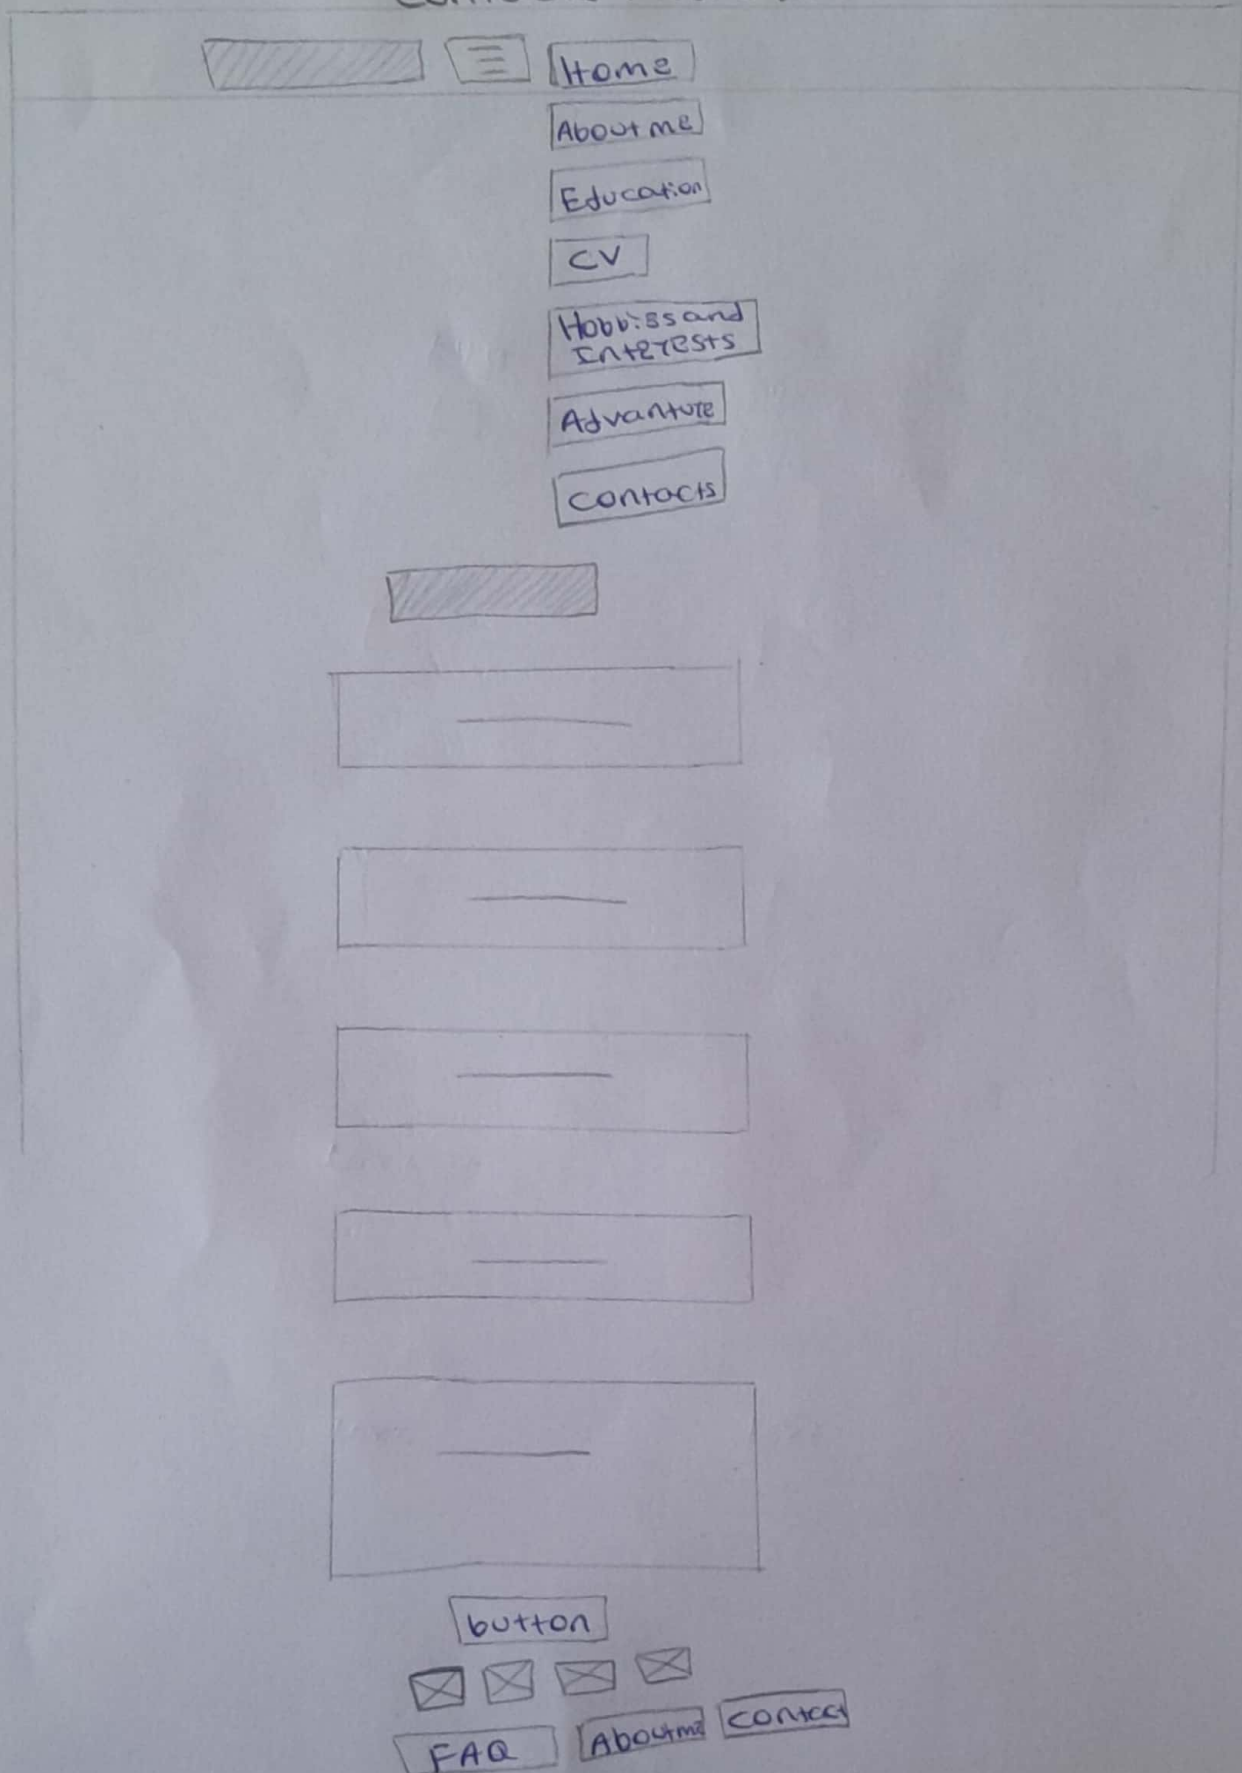 Home
About me
Education
CV
Hobbies and
Interests
Advanture
Contacts
button
FAQ
About me
Contact